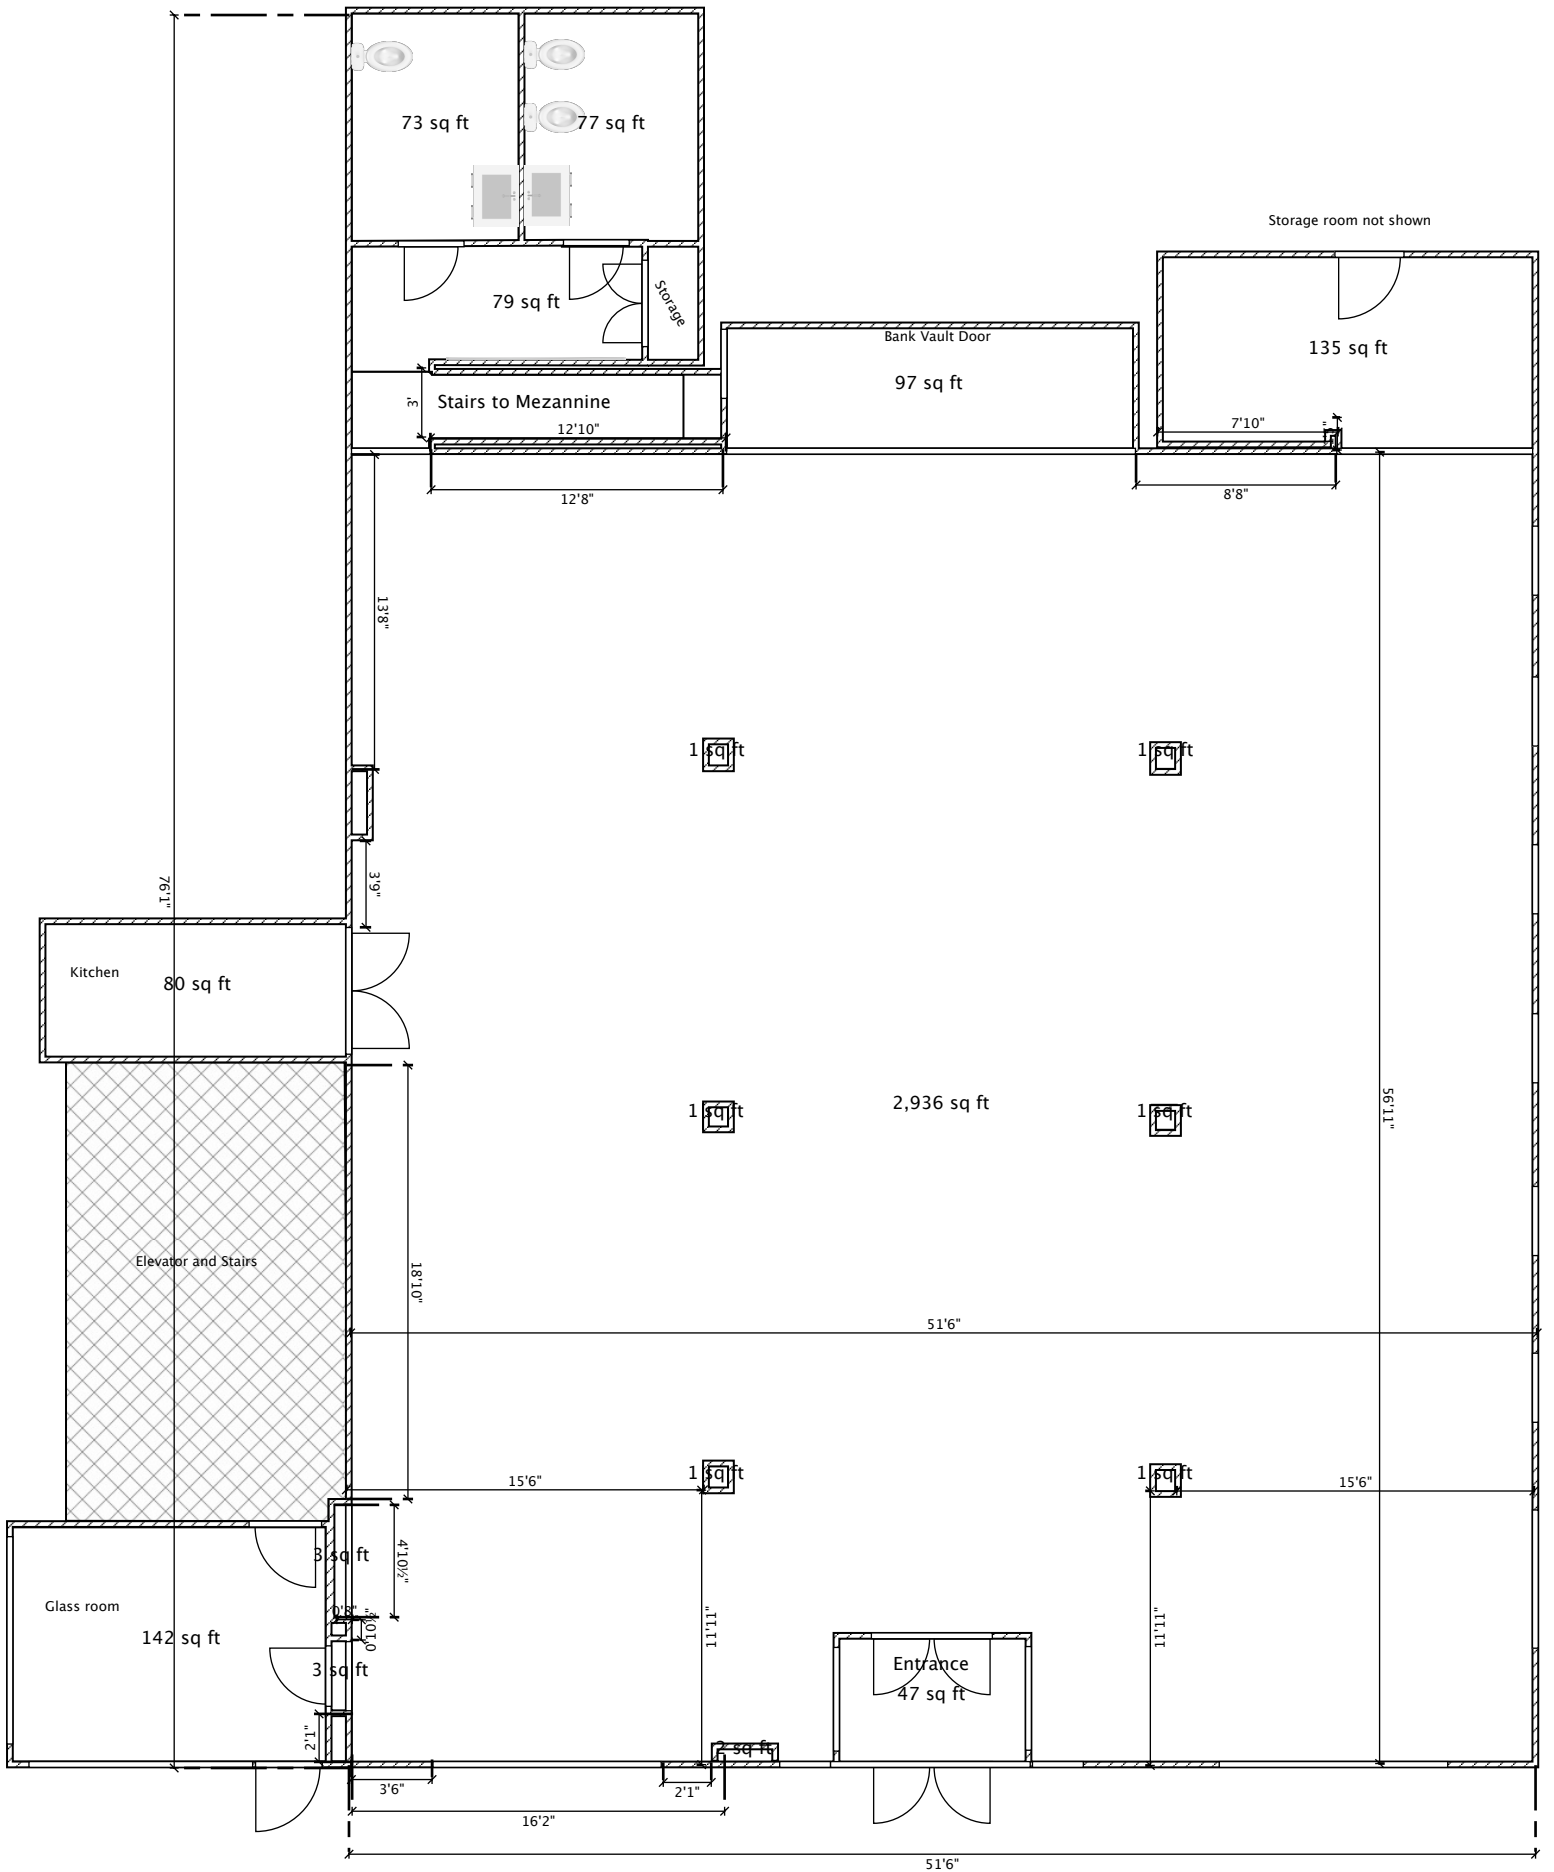 73 sq ft
77 sq ft
Storage room not shown
79 sq ft
Storage
Bank Vault Door
135 sq ft
97 sq ft
3'
Stairs to Mezannine
12'10"
7'10"
12'8"
8'8"
13'8"
1 sq ft
1 sq ft
76'1"
3'9"
Kitchen
80 sq ft
2,936 sq ft
56'11"
1 sq ft
1 sq ft
Elevator and Stairs
18'10"
51'6"
1 sq ft
1 sq ft
15'6"
15'6"
3 sq ft
4'10½"
Glass room
0'8"
0'10½"
142 sq ft
11'11"
11'11"
3 sq ft
Entrance
47 sq ft
2'1"
sq ft
3'6"
2'1"
16'2"
51'6"